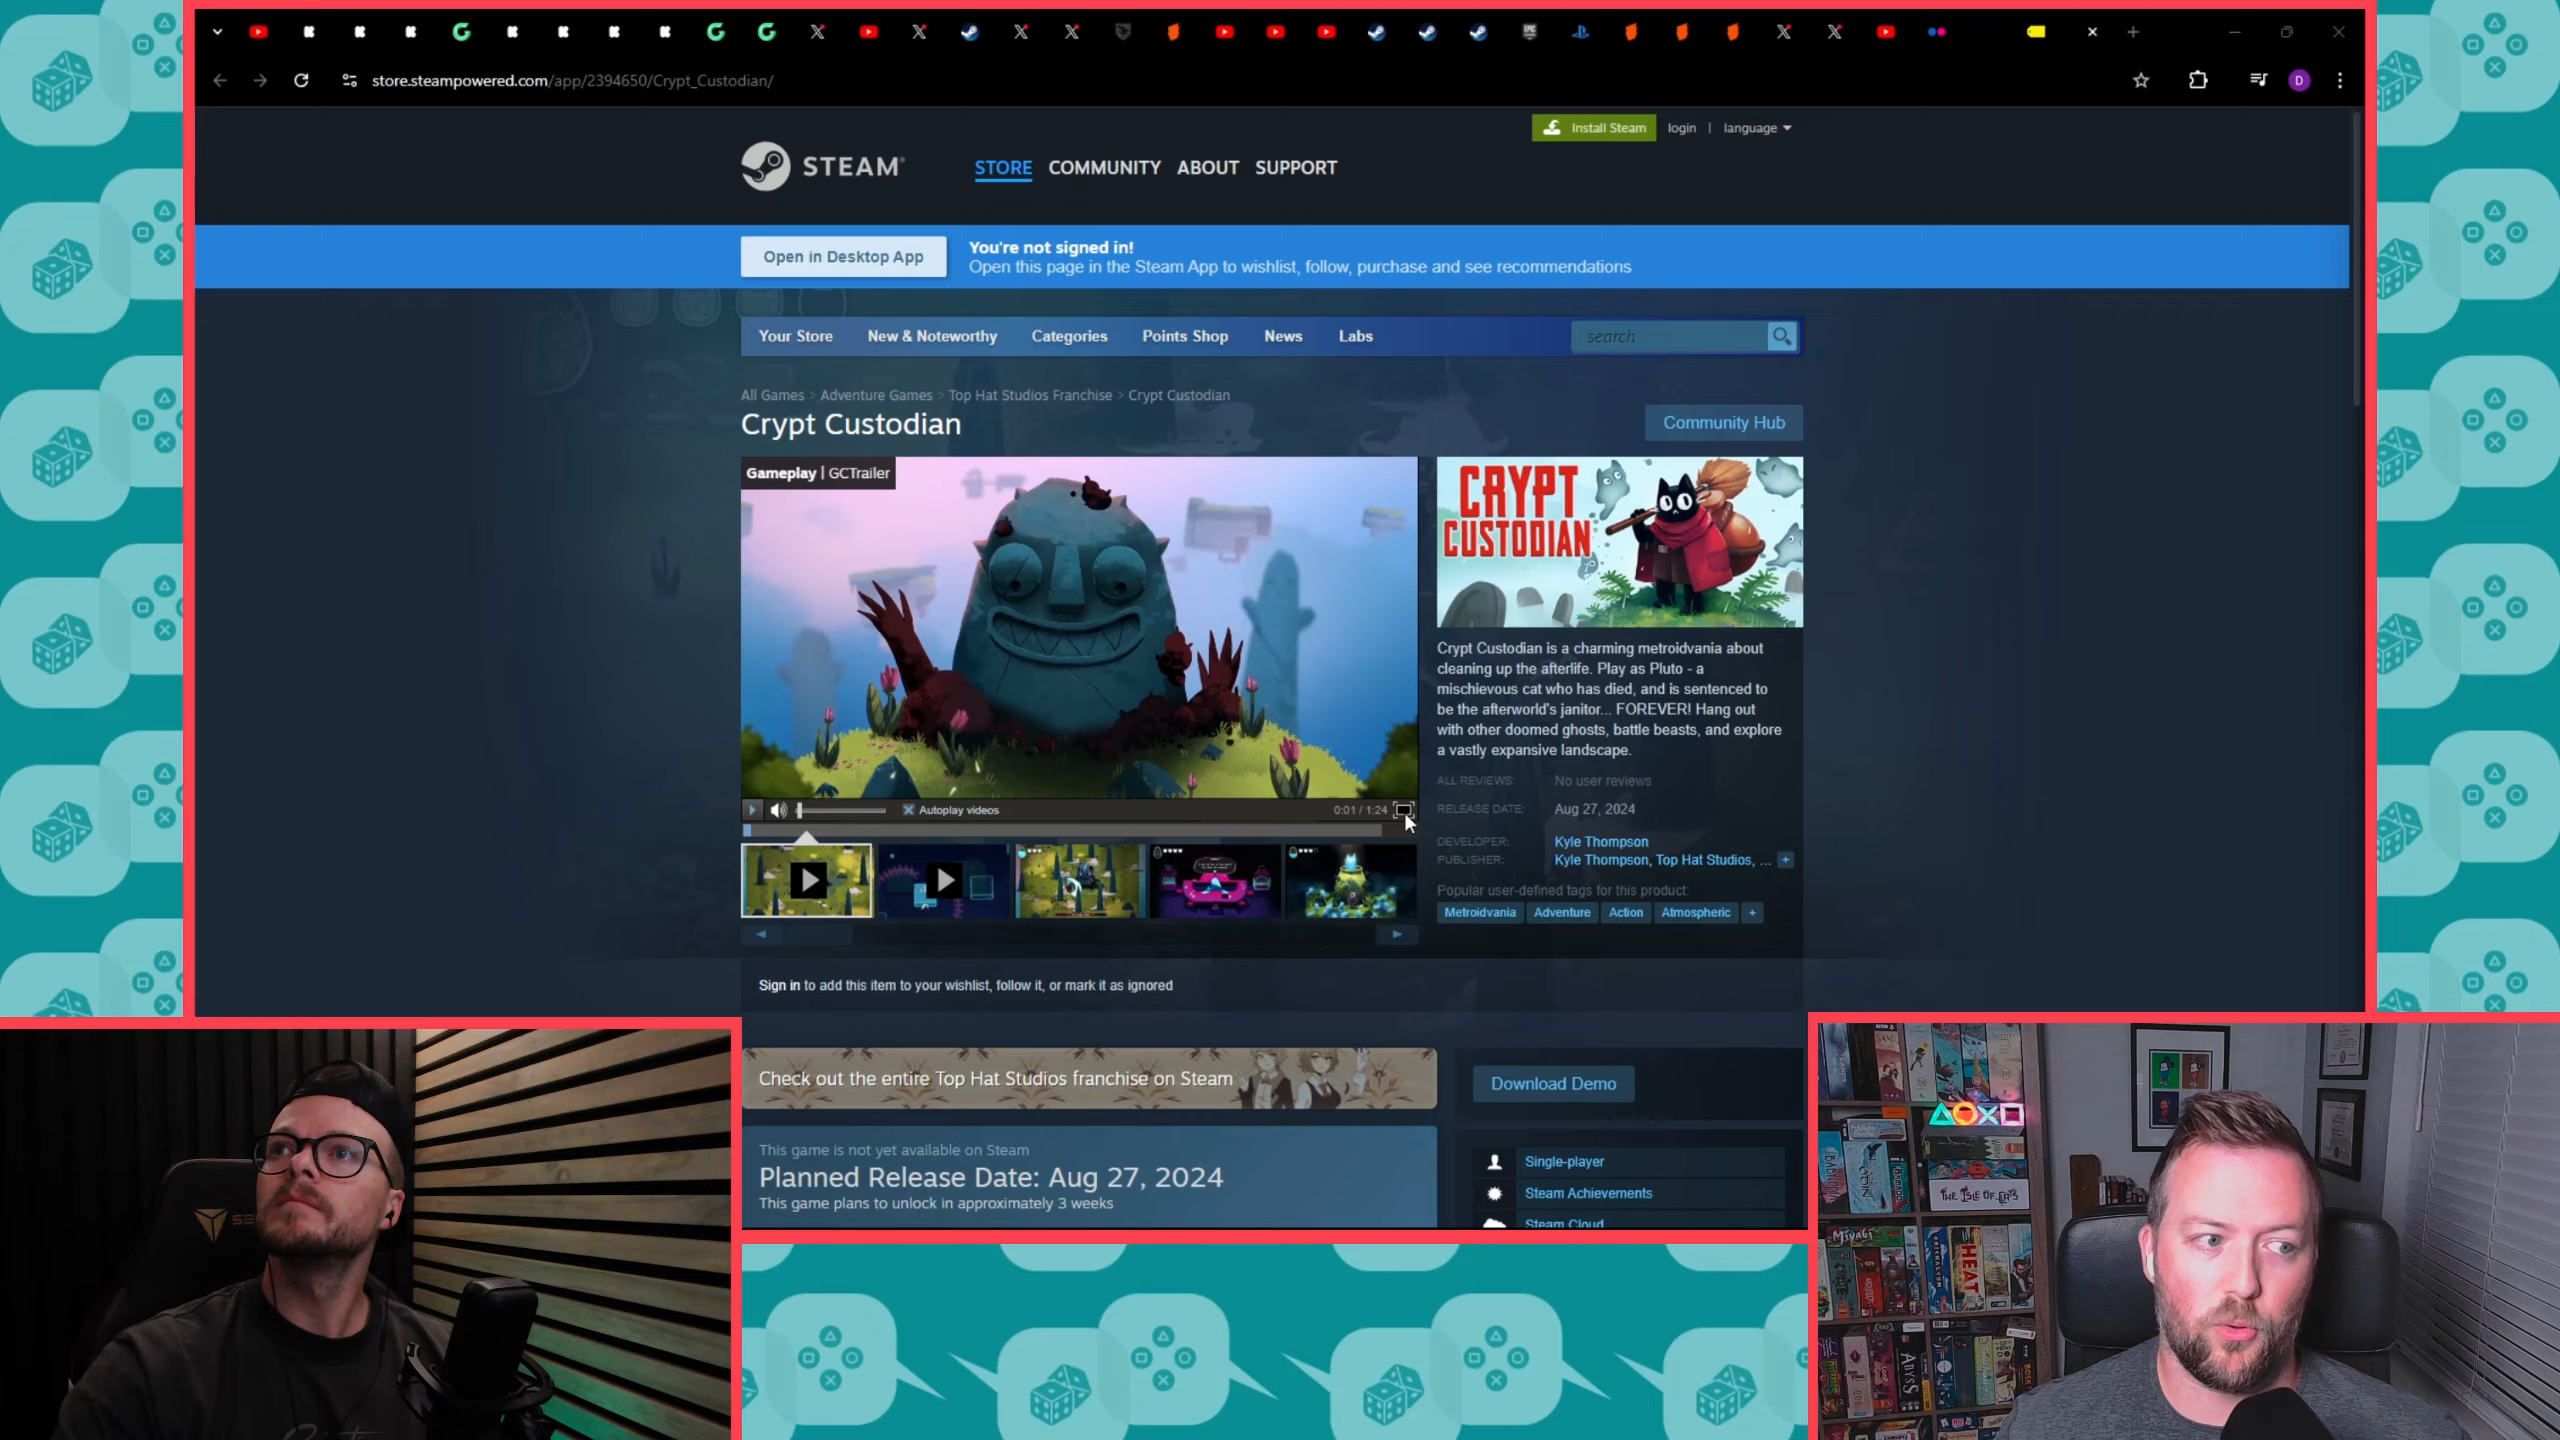 store.steampowered.com/app/2394650/Crypt_Custodian/
D
Install Steam
login
|
language
STEAM
STORE
COMMUNITY
ABOUT
SUPPORT
Open in Desktop App
You're not signed in!
Open this page in the Steam App to wishlist, follow, purchase and see recommendations
Your Store
New & Noteworthy
Categories
Points Shop
News
Labs
search
All Games > Adventure Games > Top Hat Studios Franchise > Crypt Custodian
Crypt Custodian
Community Hub
Gameplay | GCTrailer
CRYPT
CUSTODIAN
Crypt Custodian is a charming metroidvania about
cleaning up the afterlife. Play as Pluto - a
mischievous cat who has died, and is sentenced to
be the afterworld's janitor... FOREVER! Hang out
with other doomed ghosts, battle beasts, and explore
a vastly expansive landscape.
ALL REVIEWS:
No user reviews
Autoplay videos
0:01 / 1:24
RELEASE DATE:
Aug 27, 2024
DEVELOPER:
Kyle Thompson
PUBLISHER:
Kyle Thompson, Top Hat Studios, ...
+
Popular user-defined tags for this product:
Metroidvania
Adventure
Action
Atmospheric
+
Sign in to add this item to your wishlist, follow it, or mark it as ignored
Check out the entire Top Hat Studios franchise on Steam
Download Demo
This game is not yet available on Steam
Planned Release Date: Aug 27, 2024
This game plans to unlock in approximately 3 weeks
Single-player
Steam Achievements
Steam Cloud
THE ISLE OF CATS
Miyabi
HEAT
ABYSS